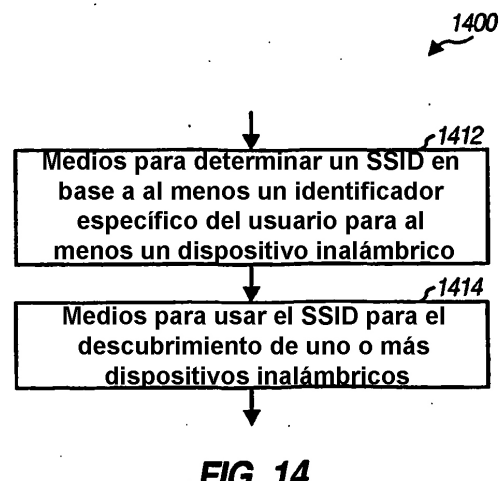 1400
1412
Medios para determinar un SSID en
base a al menos un identificador
específico del usuario para al
menos un dispositivo inalámbrico
1414
Medios para usar el SSID para el
descubrimiento de uno o más
dispositivos inalámbricos
FIG. 14